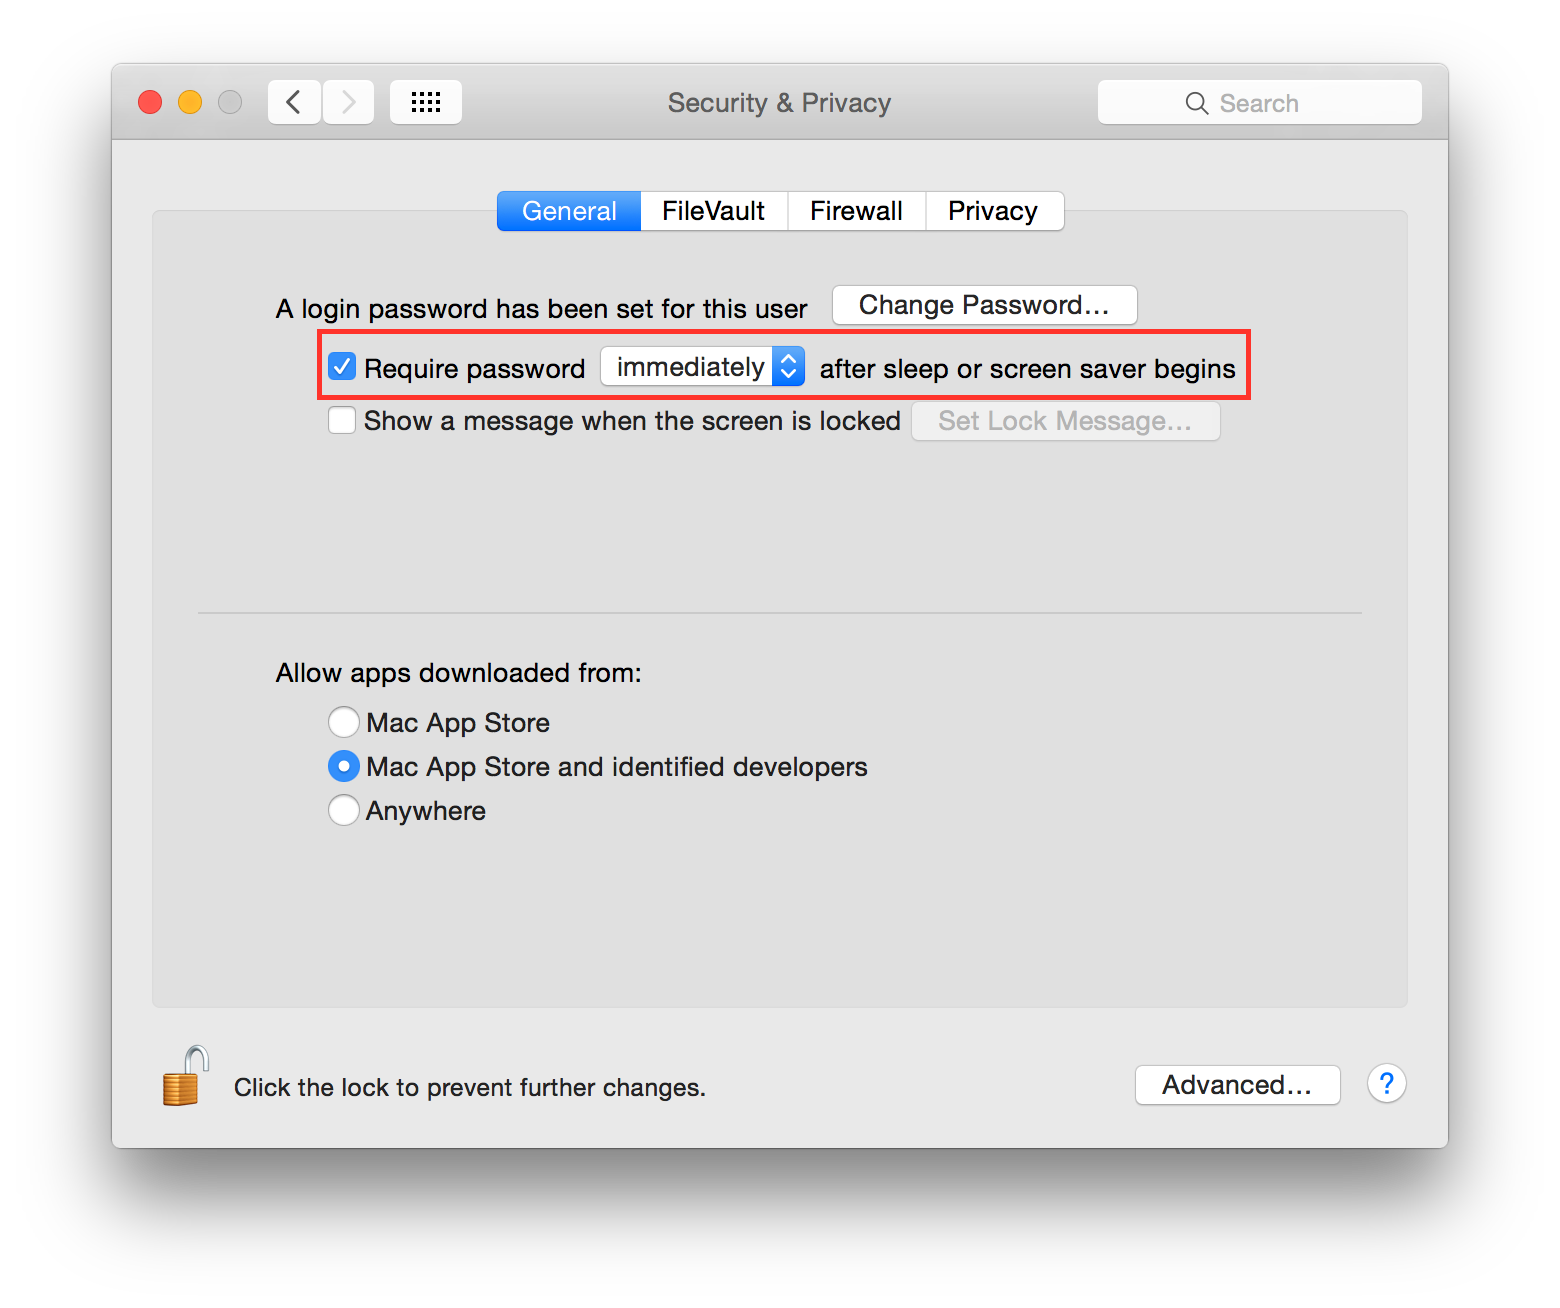 Security & Privacy
Search
General FileVault Firewall Privacy
A login password has been set for this user Change Password...
Require password immediately after sleep or screen saver begins
Show a message when the screen is locked Set Lock Message...
Allow apps downloaded from:
Mac App Store
Mac App Store and identified developers
Anywhere
Click the lock to prevent further changes.
Advanced... ?